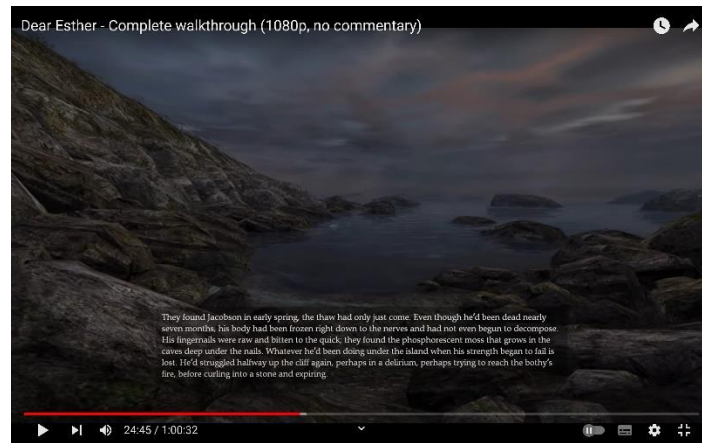 Dear Esther - Complete walkthrough (1080p, no commentary)
They found Jacobson in early spring, the thaw had only just come. Even though he'd been dead nearly
seven months, his body had been frozen right down to the nerves and had not even begun to decompose.
His fingernails were raw and bitten to the quick; they found the phosphorescent moss that grows in the
caves deep under the nails. Whatever he'd been doing under the island when his strength began to fail is
lost. He'd struggled halfway up the cliff again, perhaps in a delirium, perhaps trying to reach the bothy's
fire, before curling into a stone and expiring.
24:45 / 1:00:32